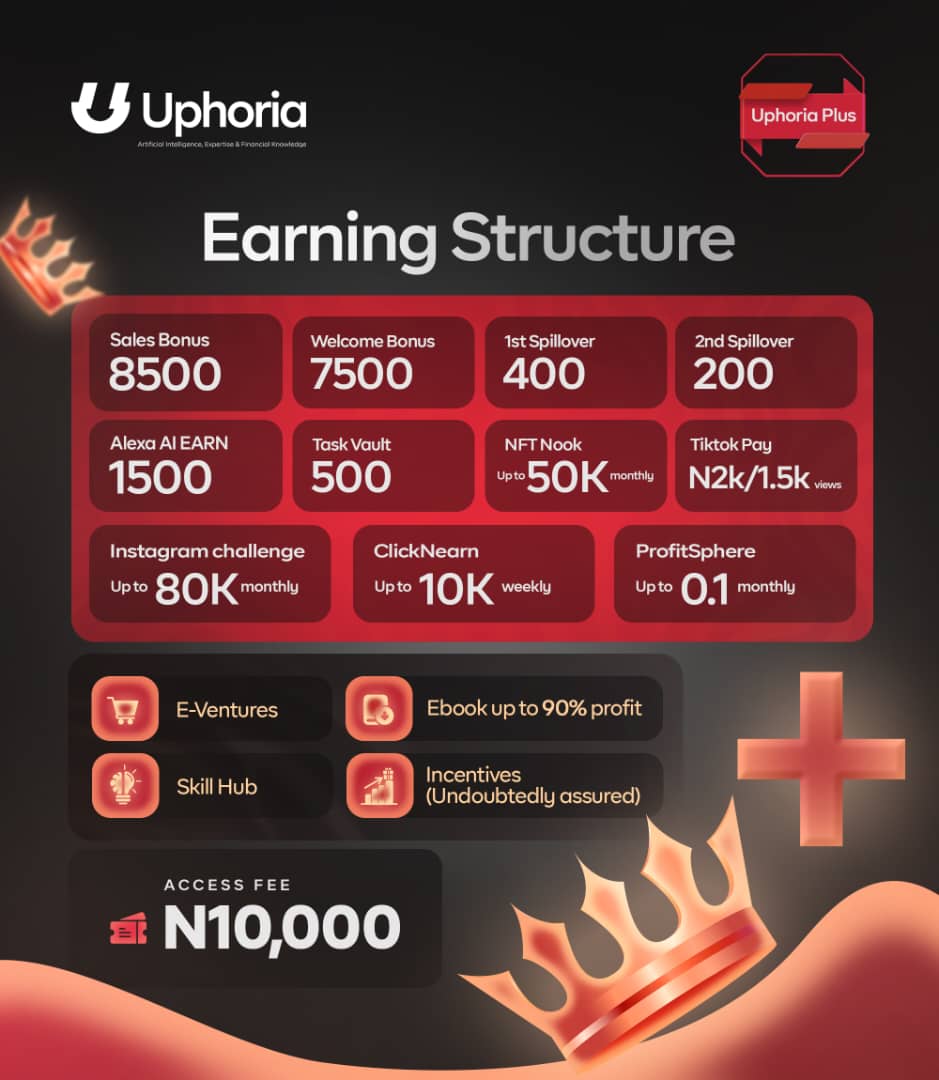 Uphoria
Artificial Intelligence, Expertise & Financial Knowledge
Uphoria Plus
Earning Structure
Sales Bonus
8500
Welcome Bonus
7500
1st Spillover
400
2nd Spillover
200
Alexa AI EARN
1500
Task Vault
500
NFT Nook
Up to 50K monthly
Tiktok Pay
N2k/1.5k views
Instagram challenge
Up to 80K monthly
ClickNearn
Up to 10K weekly
ProfitSphere
Up to 0.1 monthly
E-Ventures
Ebook up to 90% profit
Skill Hub
Incentives
(Undoubtedly assured)
ACCESS FEE
N10,000